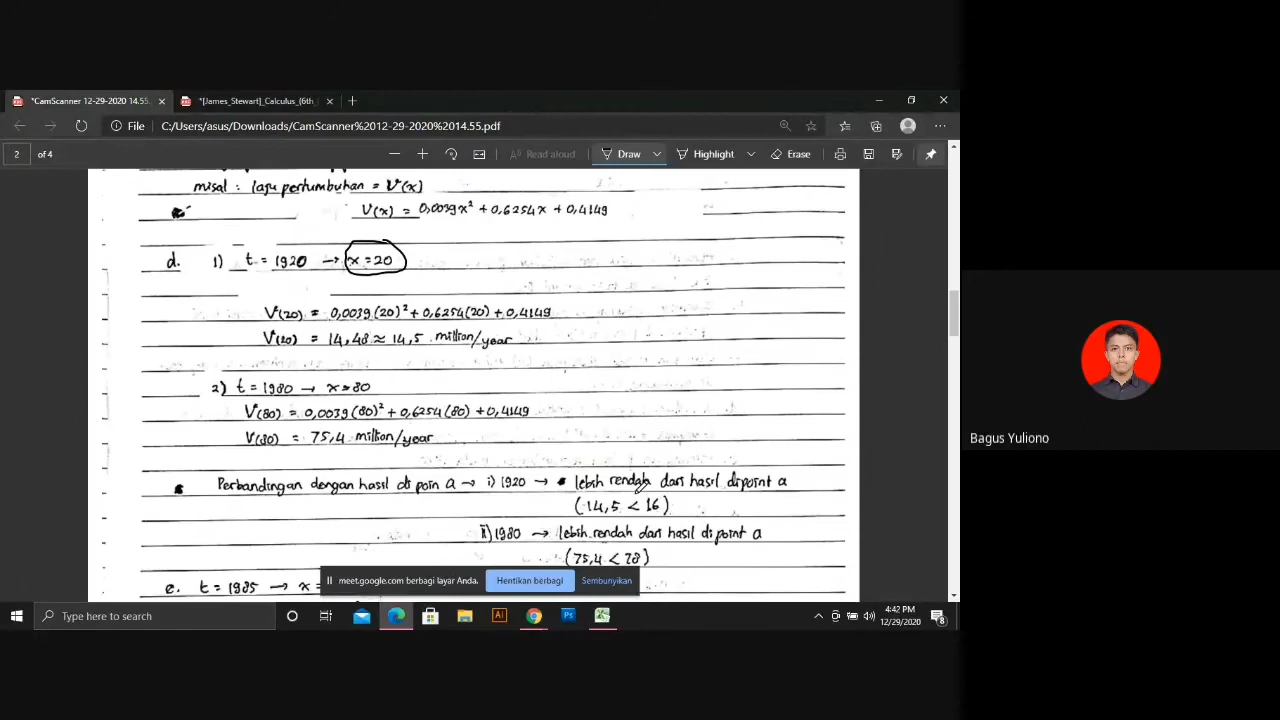 *CamScanner 12-29-2020 14.55.
*[James_Stewart]_Calculus_(6th_
File
C:/Users/asus/Downloads/CamScanner%2012-29-2020%2014.55.pdf
2 of 4
Read aloud
Draw
Highlight
Erase
misal : laju pertumbuhan = V(x)
V(x) = 0,0039x² + 0,6254x + 0,4149
d. 1) t = 1920 → x = 20
V(20) = 0,0039(20)² + 0,6254(20) + 0,4149
V(20) = 14,48 ≈ 14,5 million/year
2) t = 1980 → x = 80
V(80) = 0,0039(80)² + 0,6254(80) + 0,4149
V(80) = 75,4 million/year
Perbandingan dengan hasil di poin a → i) 1920 → lebih rendah dari hasil dipoint a
(14,5 < 16)
ii) 1980 → lebih rendah dari hasil di point a
(75,4 < 78)
e. t = 1985 → x =
meet.google.com berbagi layar Anda.
Hentikan berbagi
Sembunyikan
Type here to search
4:42 PM
12/29/2020
8
Bagus Yuliono